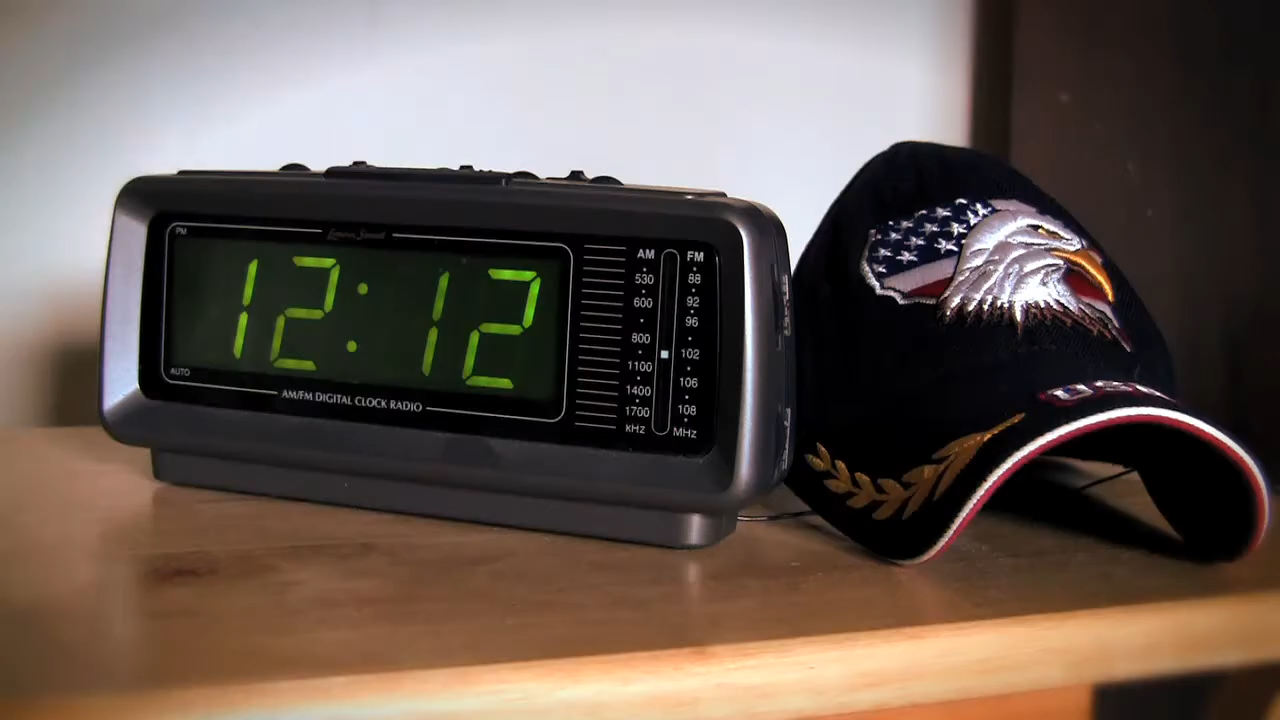 PM
12:12
AUTO
AM/FM DIGITAL CLOCK RADIO
AM FM
530 88
600 92
96
800 102
1100 106
1400 108
1700
KHz MHz